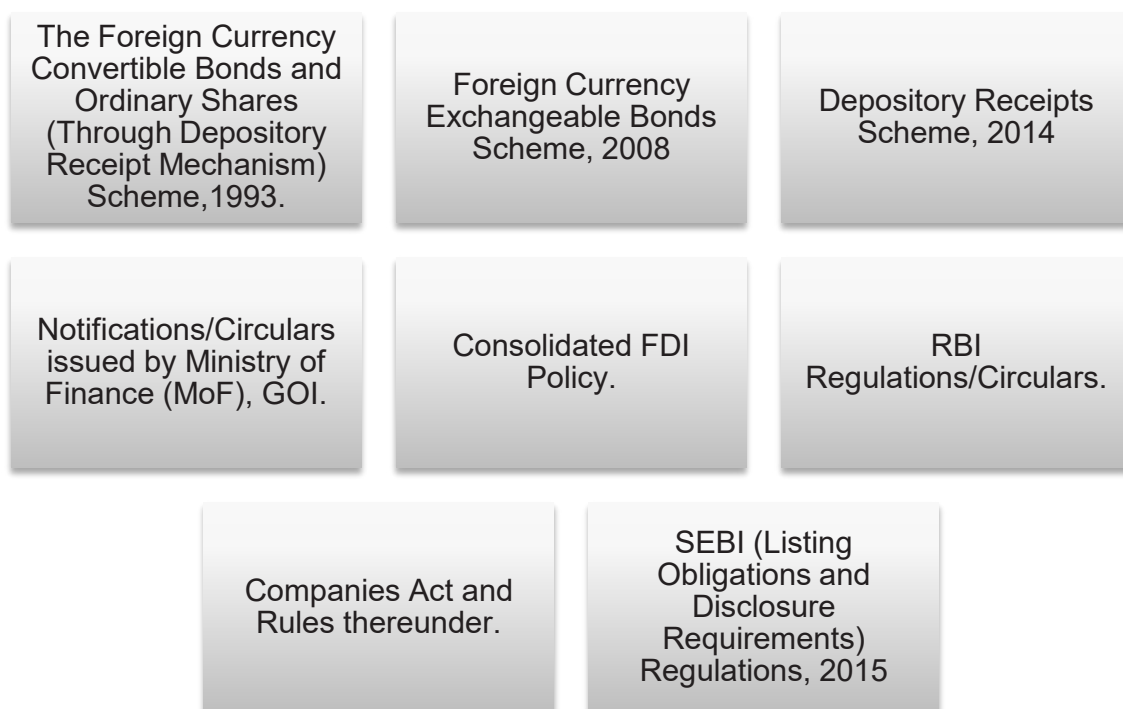 The Foreign Currency
Convertible Bonds and
Ordinary Shares
(Through Depository
Receipt Mechanism)
Scheme,1993.
Foreign Currency
Exchangeable Bonds
Scheme, 2008
Depository Receipts
Scheme, 2014
Notifications/Circulars
issued by Ministry of
Finance (MoF), GOI.
Consolidated FDI
Policy.
RBI
Regulations/Circulars.
Companies Act and
Rules thereunder.
SEBI (Listing
Obligations and
Disclosure
Requirements)
Regulations, 2015